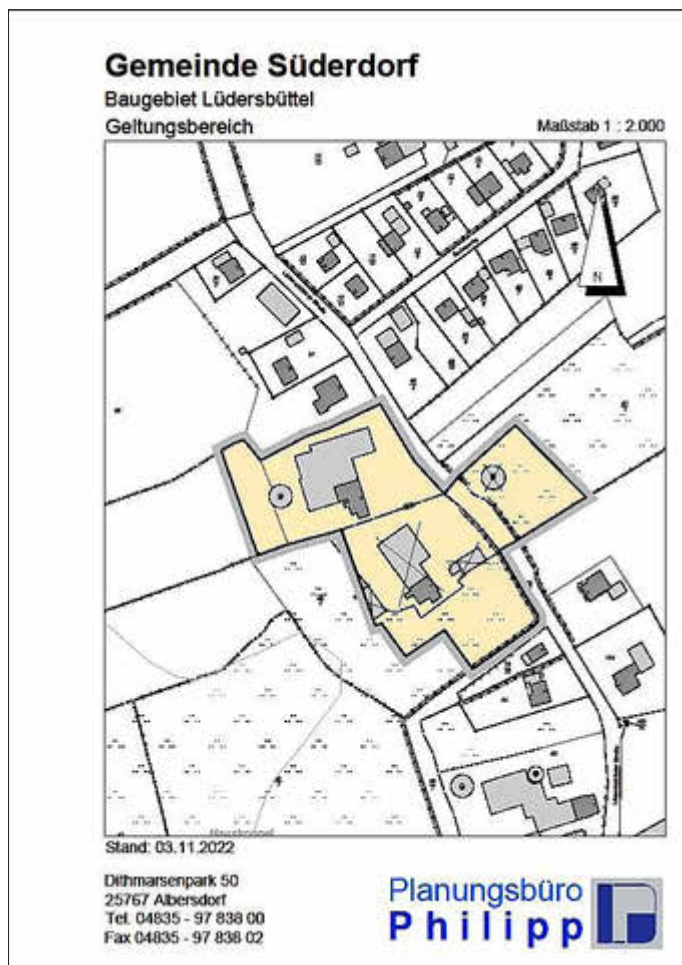 Gemeinde Süderdorf
Baugebiet Lüdersbüttel
Geltungsbereich
Maßstab 1 : 2.000
N
Stand: 03.11.2022
Dithmarsenpark 50
25767 Albersdorf
Tel. 04835 - 97 838 00
Fax 04835 - 97 838 02
Planungsbüro
Philipp